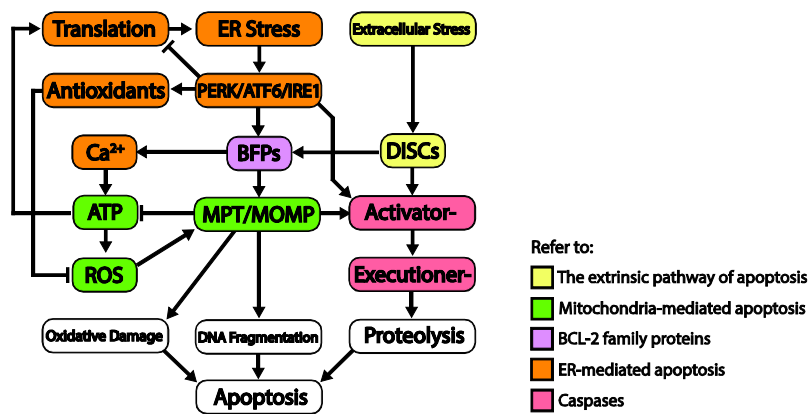 Translation
ER Stress
Extracellular Stress
Antioxidants
PERK/ATF6/IRE1
Ca²⁺
BFPs
DISCs
ATP
MPT/MOMP
Activator-
ROS
Executioner-
Oxidative Damage
DNA Fragmentation
Proteolysis
Apoptosis
Refer to:
The extrinsic pathway of apoptosis
Mitochondria-mediated apoptosis
BCL-2 family proteins
ER-mediated apoptosis
Caspases